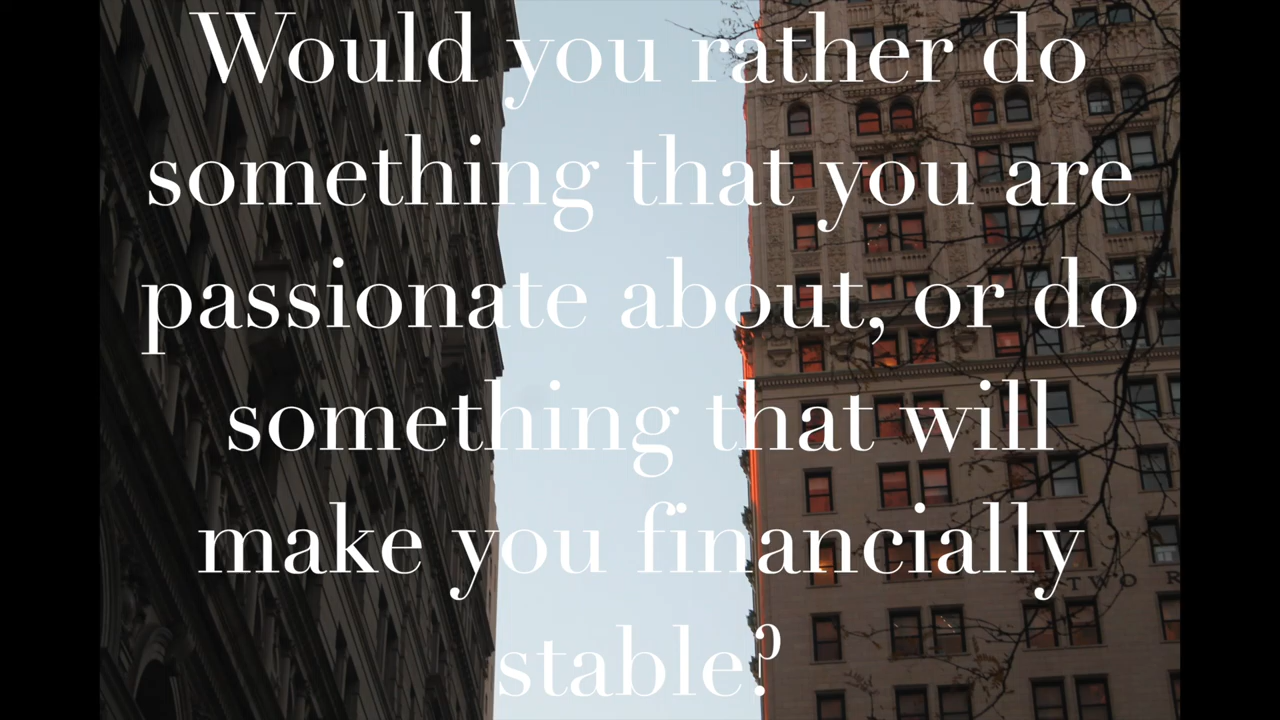 Would you rather do
something that you are
passionate about, or do
something that will
make you financially
stable?
TWO R